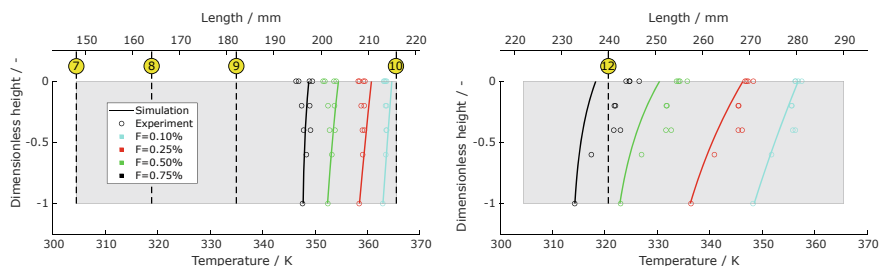 Length / mm
150 160 170 180 190 200 210 220
7 8 9 10
Dimensionless height / -
0
-0.5
-1
Simulation
Experiment
F=0.10%
F=0.25%
F=0.50%
F=0.75%
300 310 320 330 340 350 360 370
Temperature / K
Length / mm
220 230 240 250 260 270 280 290
12
Dimensionless height / -
0
-0.5
-1
300 310 320 330 340 350 360 370
Temperature / K